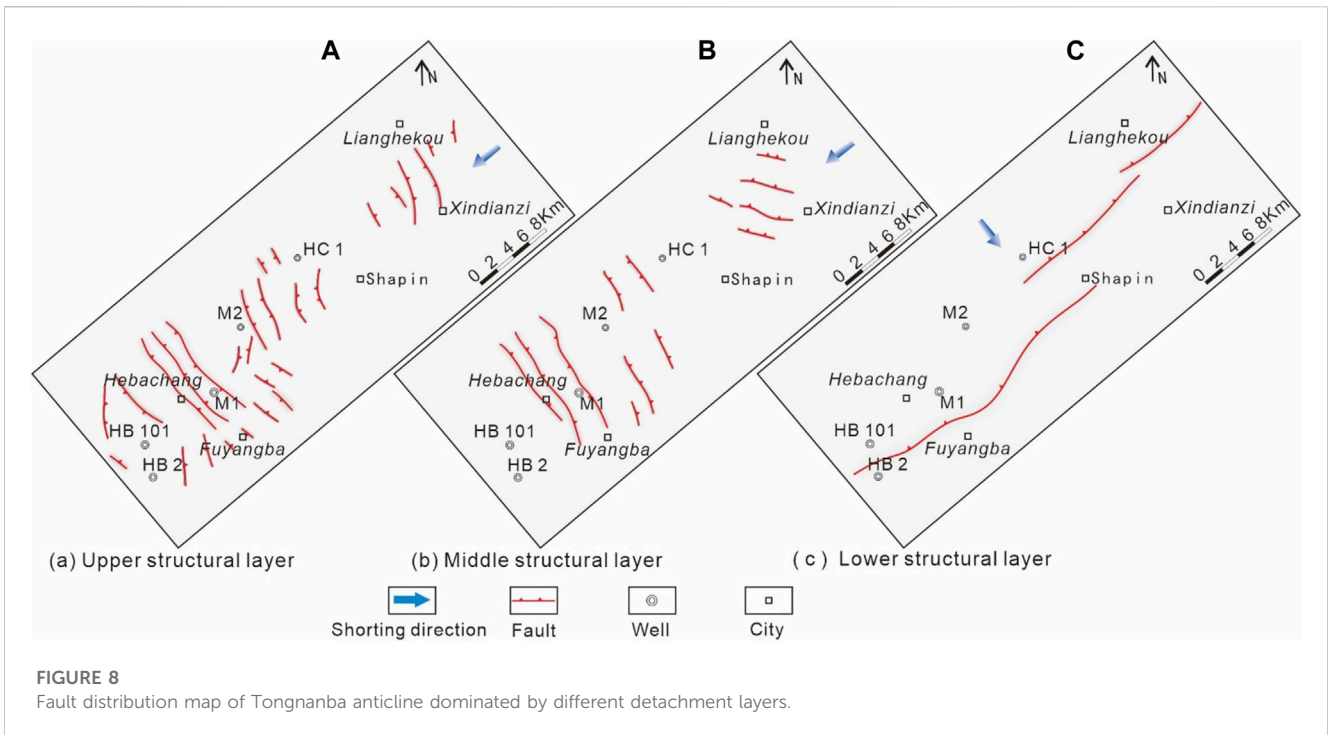 A
N
Lianghekou
Xindianzi
0 2 4 6 8Km
HC 1
Shapin
M2
Hebachang
M1
HB 101
Fuyangba
HB 2
(a) Upper structural layer
B
N
Lianghekou
Xindianzi
0 2 4 6 8Km
HC 1
Shapin
M2
Hebachang
M1
HB 101
Fuyangba
HB 2
(b) Middle structural layer
C
N
Lianghekou
Xindianzi
0 2 4 6 8Km
HC 1
Shapin
M2
Hebachang
M1
HB 101
Fuyangba
HB 2
( c ) Lower structural layer
Shorting direction
Fault
Well
City
FIGURE 8
Fault distribution map of Tongnanba anticline dominated by different detachment layers.